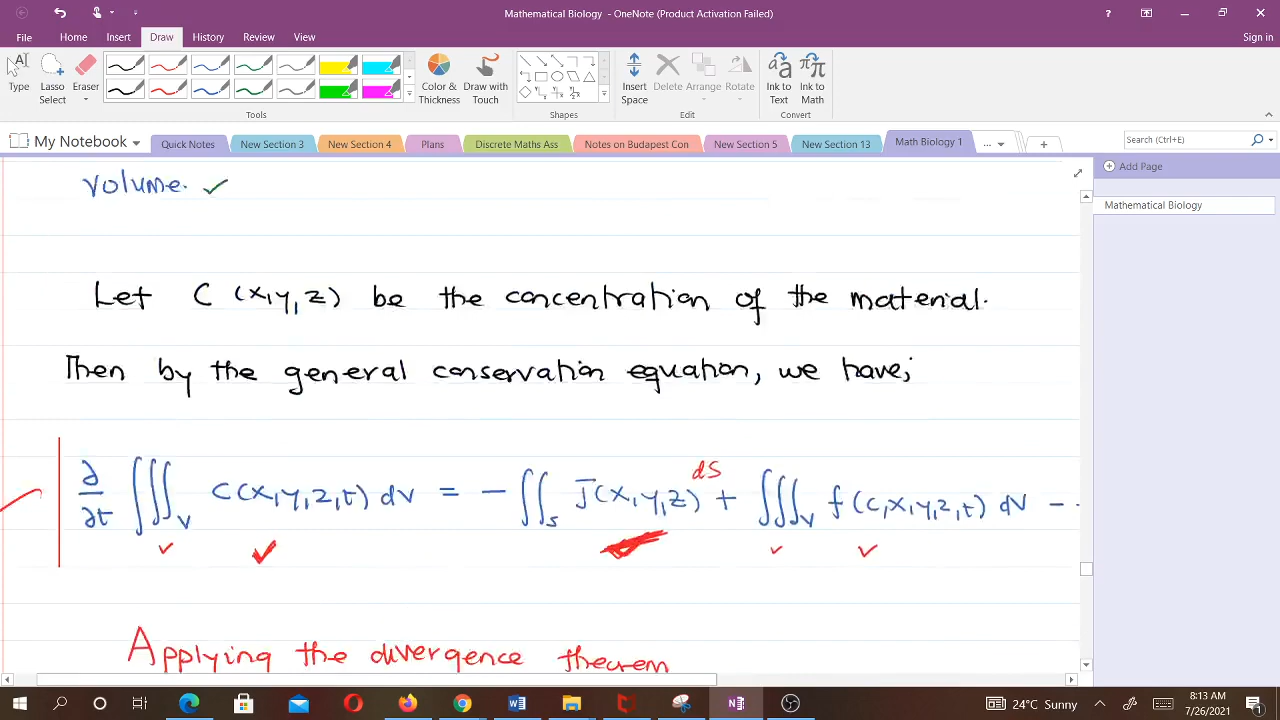 Mathematical Biology - OneNote (Product Activation Failed)
?
Sign in
File Home Insert Draw History Review View
Type
Lasso Select
Eraser
Color & Thickness
Draw with Touch
Insert Space
Delete
Arrange
Rotate
Ink to Text
Ink to Math
Tools
Shapes
Edit
Convert
My Notebook
Quick Notes
New Section 3
New Section 4
Plans
Discrete Maths Ass
Notes on Budapest Con
New Section 5
New Section 13
Math Biology 1
...
Search (Ctrl+E)
Add Page
Mathematical Biology
volume. ✓
Let C (x,y,z) be the concentration of the material.
Then by the general conservation equation, we have;
∂/∂t ∭_V C(x,y,z,t) dV = - ∬_S J(x,y,z) dS + ∭_V f(C,x,y,z,t) dV - -
Applying the divergence theorem
24°C Sunny
8:13 AM
7/26/2021